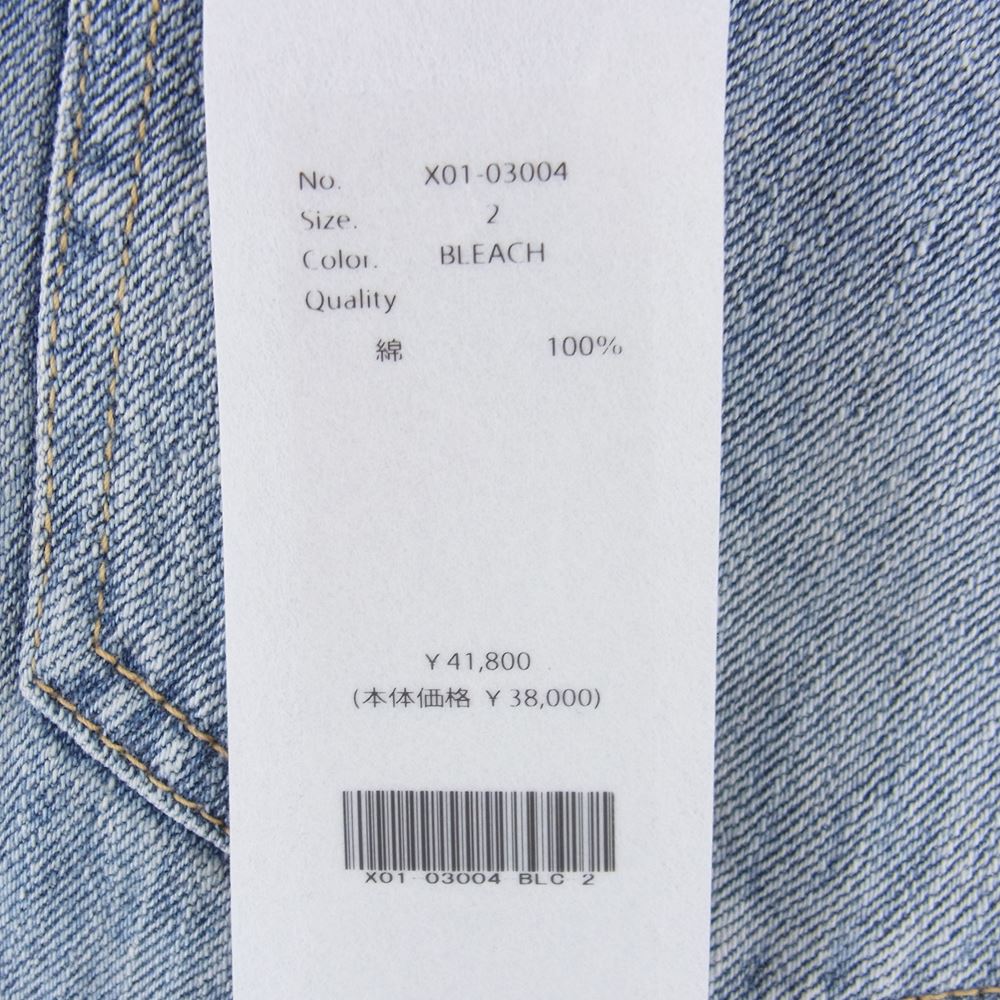 No. X01-03004
Size. 2
Color. BLEACH
Quality
綿 100%
¥41,800
(本体価格 ¥38,000)
X01-03004 BLC 2